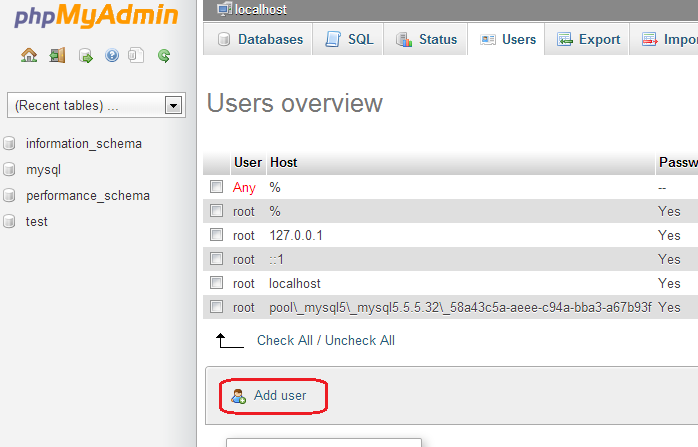 phpMyAdmin
(Recent tables) ...
information_schema
mysql
performance_schema
test
localhost
Databases SQL Status Users Export Impor
Users overview
User Host Passw
Any % --
root % Yes
root 127.0.0.1 Yes
root ::1 Yes
root localhost Yes
root pool\_mysql5\_mysql5.5.5.32\_58a43c5a-aeee-c94a-bba3-a67b93f Yes
Check All / Uncheck All
Add user